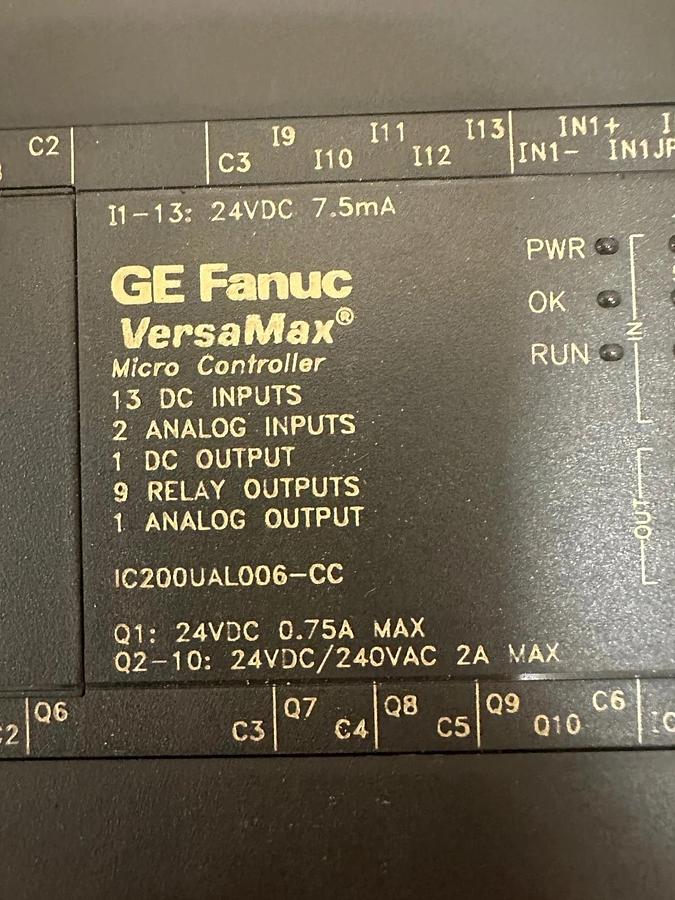 C2 C3 I9 I10 I11 I12 I13 IN1- IN1+
I1-13: 24VDC 7.5mA
GE Fanuc
VersaMax®
Micro Controller
13 DC INPUTS
2 ANALOG INPUTS
1 DC OUTPUT
9 RELAY OUTPUTS
1 ANALOG OUTPUT
IC200UAL006-CC
Q1: 24VDC 0.75A MAX
Q2-10: 24VDC/240VAC 2A MAX
PWR
OK
RUN
IN
OUT
Q6 C3 Q7 C4 Q8 C5 Q9 Q10 C6